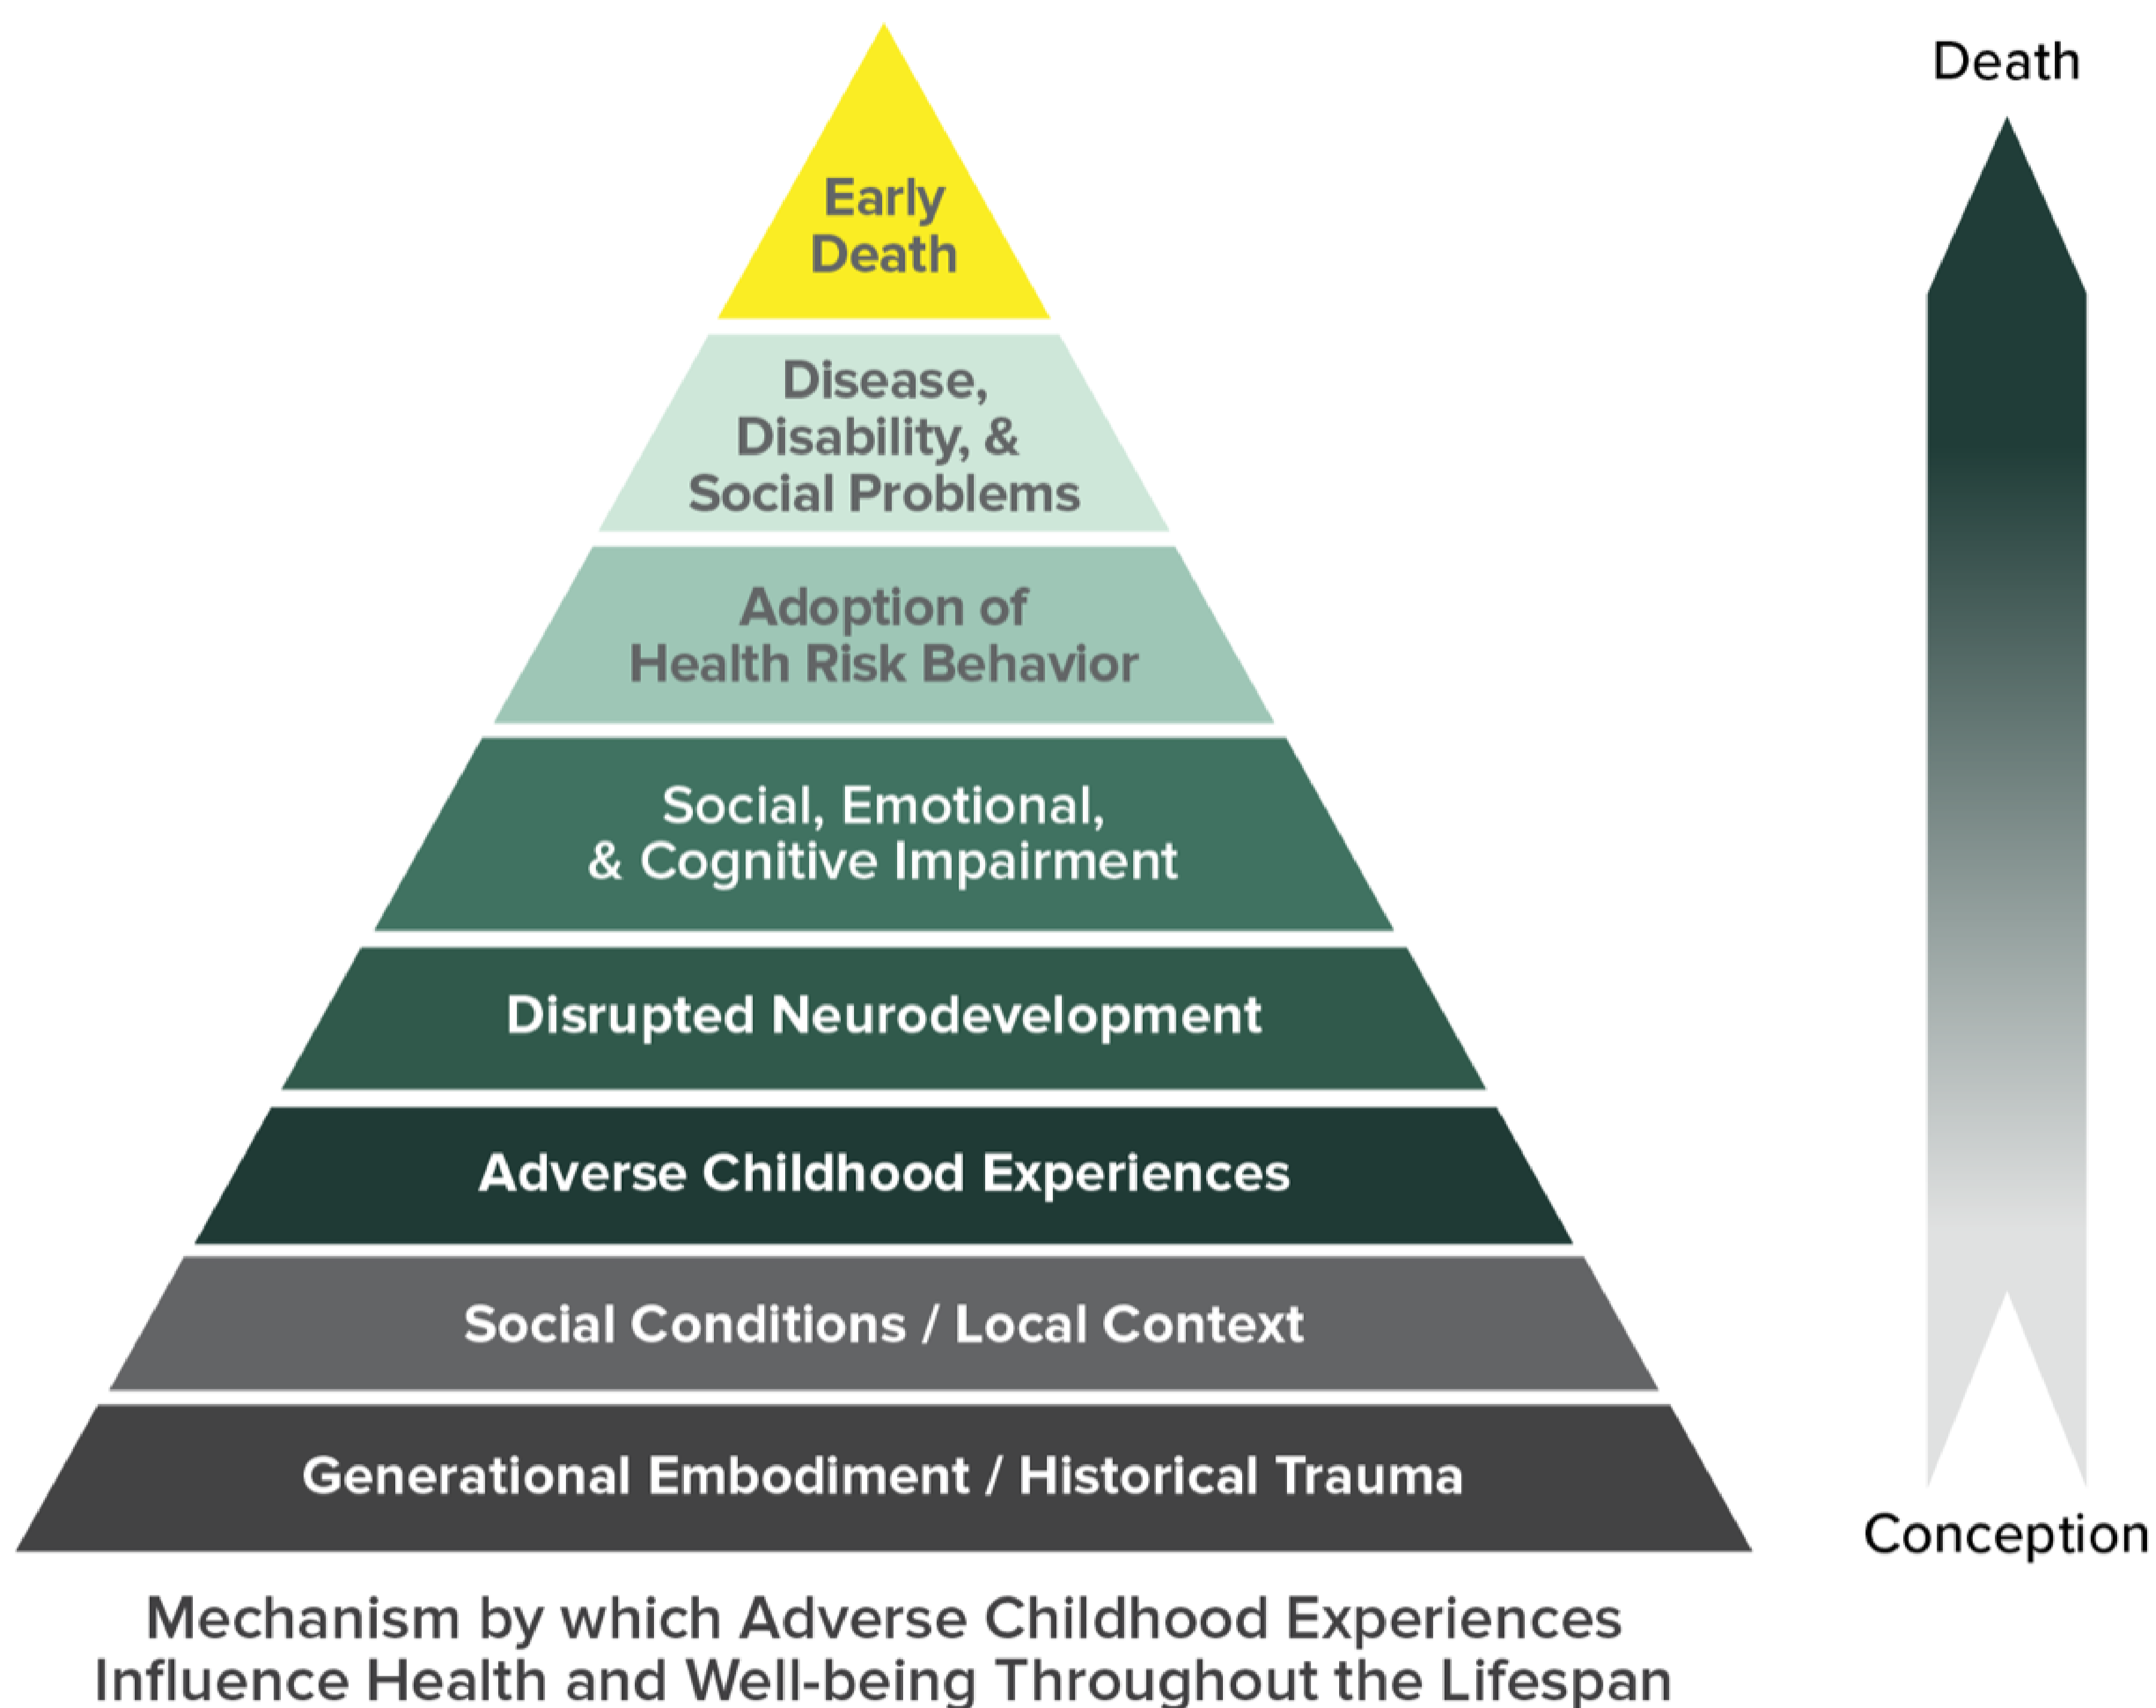 Death
Early
Death
Disease,
Disability, &
Social Problems
Adoption of
Health Risk Behavior
Social, Emotional,
& Cognitive Impairment
Disrupted Neurodevelopment
Adverse Childhood Experiences
Social Conditions / Local Context
Generational Embodiment / Historical Trauma
Conception
Mechanism by which Adverse Childhood Experiences
Influence Health and Well-being Throughout the Lifespan